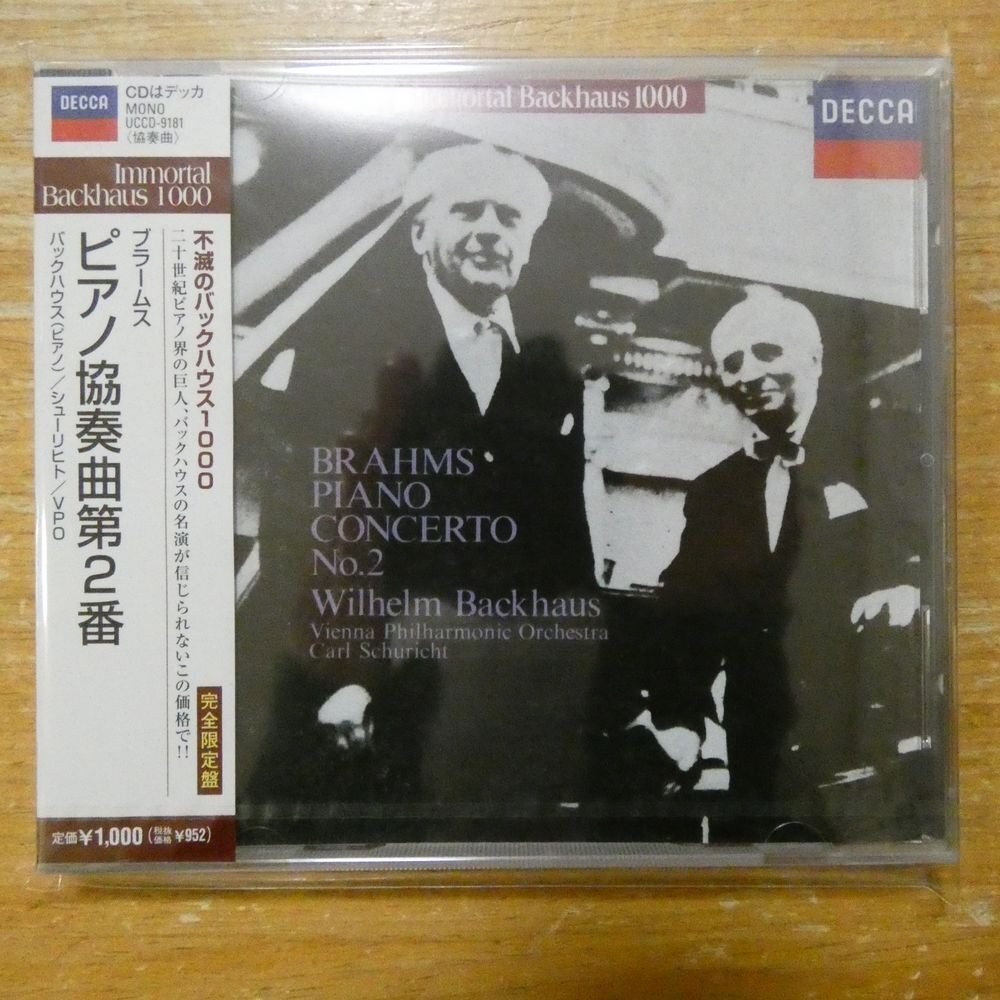 DECCA
CDはデッカ
MONO
UCCD-9181
〈協奏曲〉
Immortal
Backhaus 1000
不滅のバックハウス1000
二十世紀ピアノ界の巨人、バックハウスの名演が信じられないこの価格で!!
ブラームス
ピアノ協奏曲第2番
バックハウス(ピアノ)/シューリヒト/VPO
完全限定盤
定価¥1,000(税抜価格¥952)
Backhaus 1000
DECCA
BRAHMS
PIANO
CONCERTO
No.2
Wilhelm Backhaus
Vienna Philharmonic Orchestra
Carl Schuricht